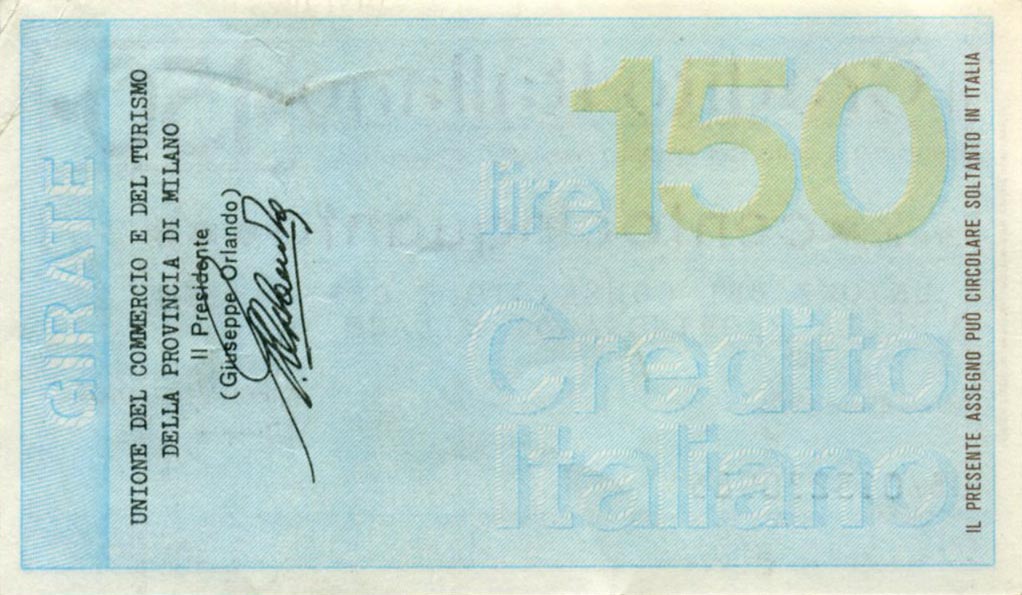 GIRATE
UNIONE DEL COMMERCIO E DEL TURISMO
DELLA PROVINCIA DI MILANO
Il Presidente
(Giuseppe Orlando)
150
lire
Credito
Italiano
IL PRESENTE ASSEGNO PUÒ CIRCOLARE SOLTANTO IN ITALIA